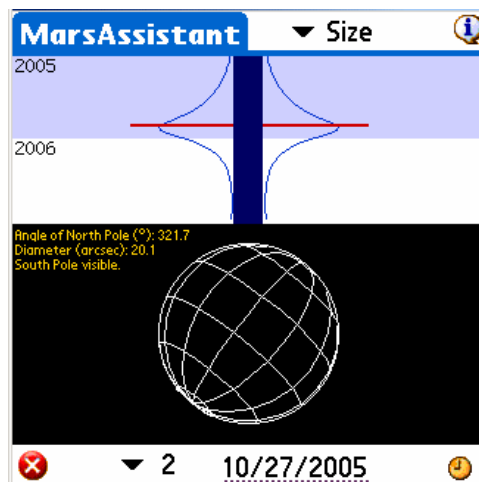 MarsAssistant Size
2005
2006
Angle of North Pole (°): 321.7
Diameter (arcsec): 20.1
South Pole visible.
2 10/27/2005